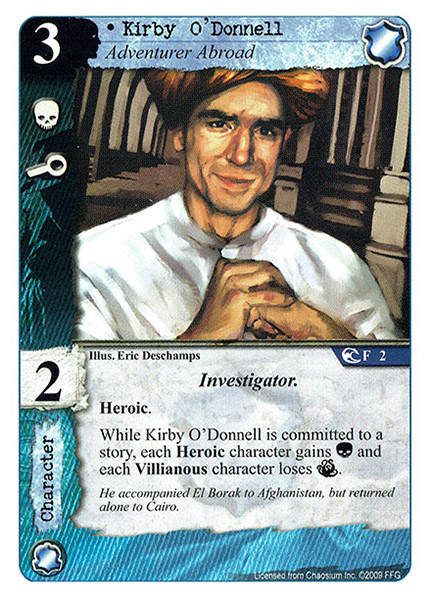 3
• Kirby O'Donnell
Adventurer Abroad
Illus. Eric Deschamps
F 2
2
Character
Investigator.
Heroic.
While Kirby O'Donnell is committed to a
story, each Heroic character gains and
each Villianous character loses .
He accompanied El Borak to Afghanistan, but returned
alone to Cairo.
Licensed from Chaosium Inc. ©2009 FFG